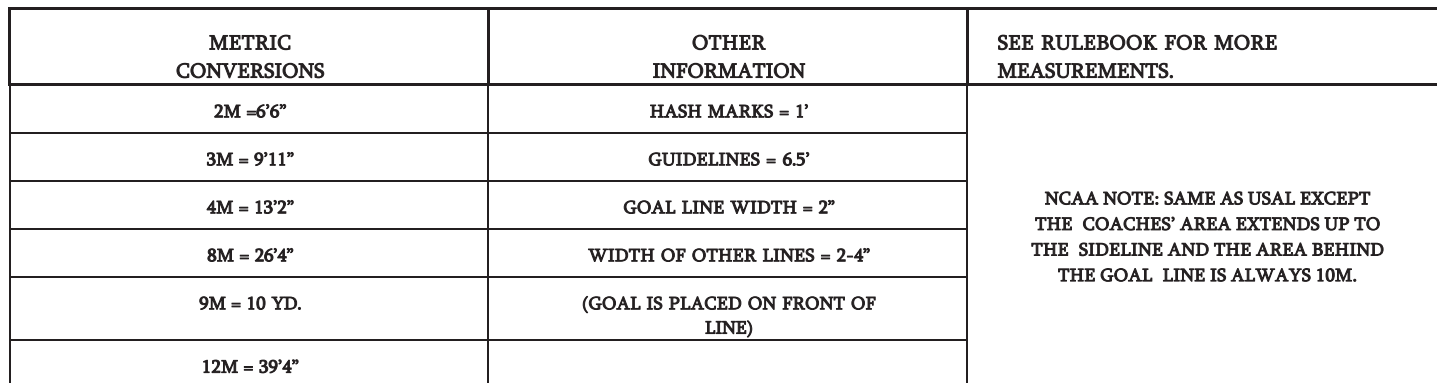 METRIC
CONVERSIONS
OTHER
INFORMATION
SEE RULEBOOK FOR MORE
MEASUREMENTS.
2M =6’6”
HASH MARKS = 1’
3M = 9’11”
GUIDELINES = 6.5’
4M = 13’2”
GOAL LINE WIDTH = 2”
8M = 26’4”
WIDTH OF OTHER LINES = 2-4”
9M = 10 YD.
(GOAL IS PLACED ON FRONT OF
LINE)
12M = 39’4”
NCAA NOTE: SAME AS USAL EXCEPT
THE COACHES’ AREA EXTENDS UP TO
THE SIDELINE AND THE AREA BEHIND
THE GOAL LINE IS ALWAYS 10M.